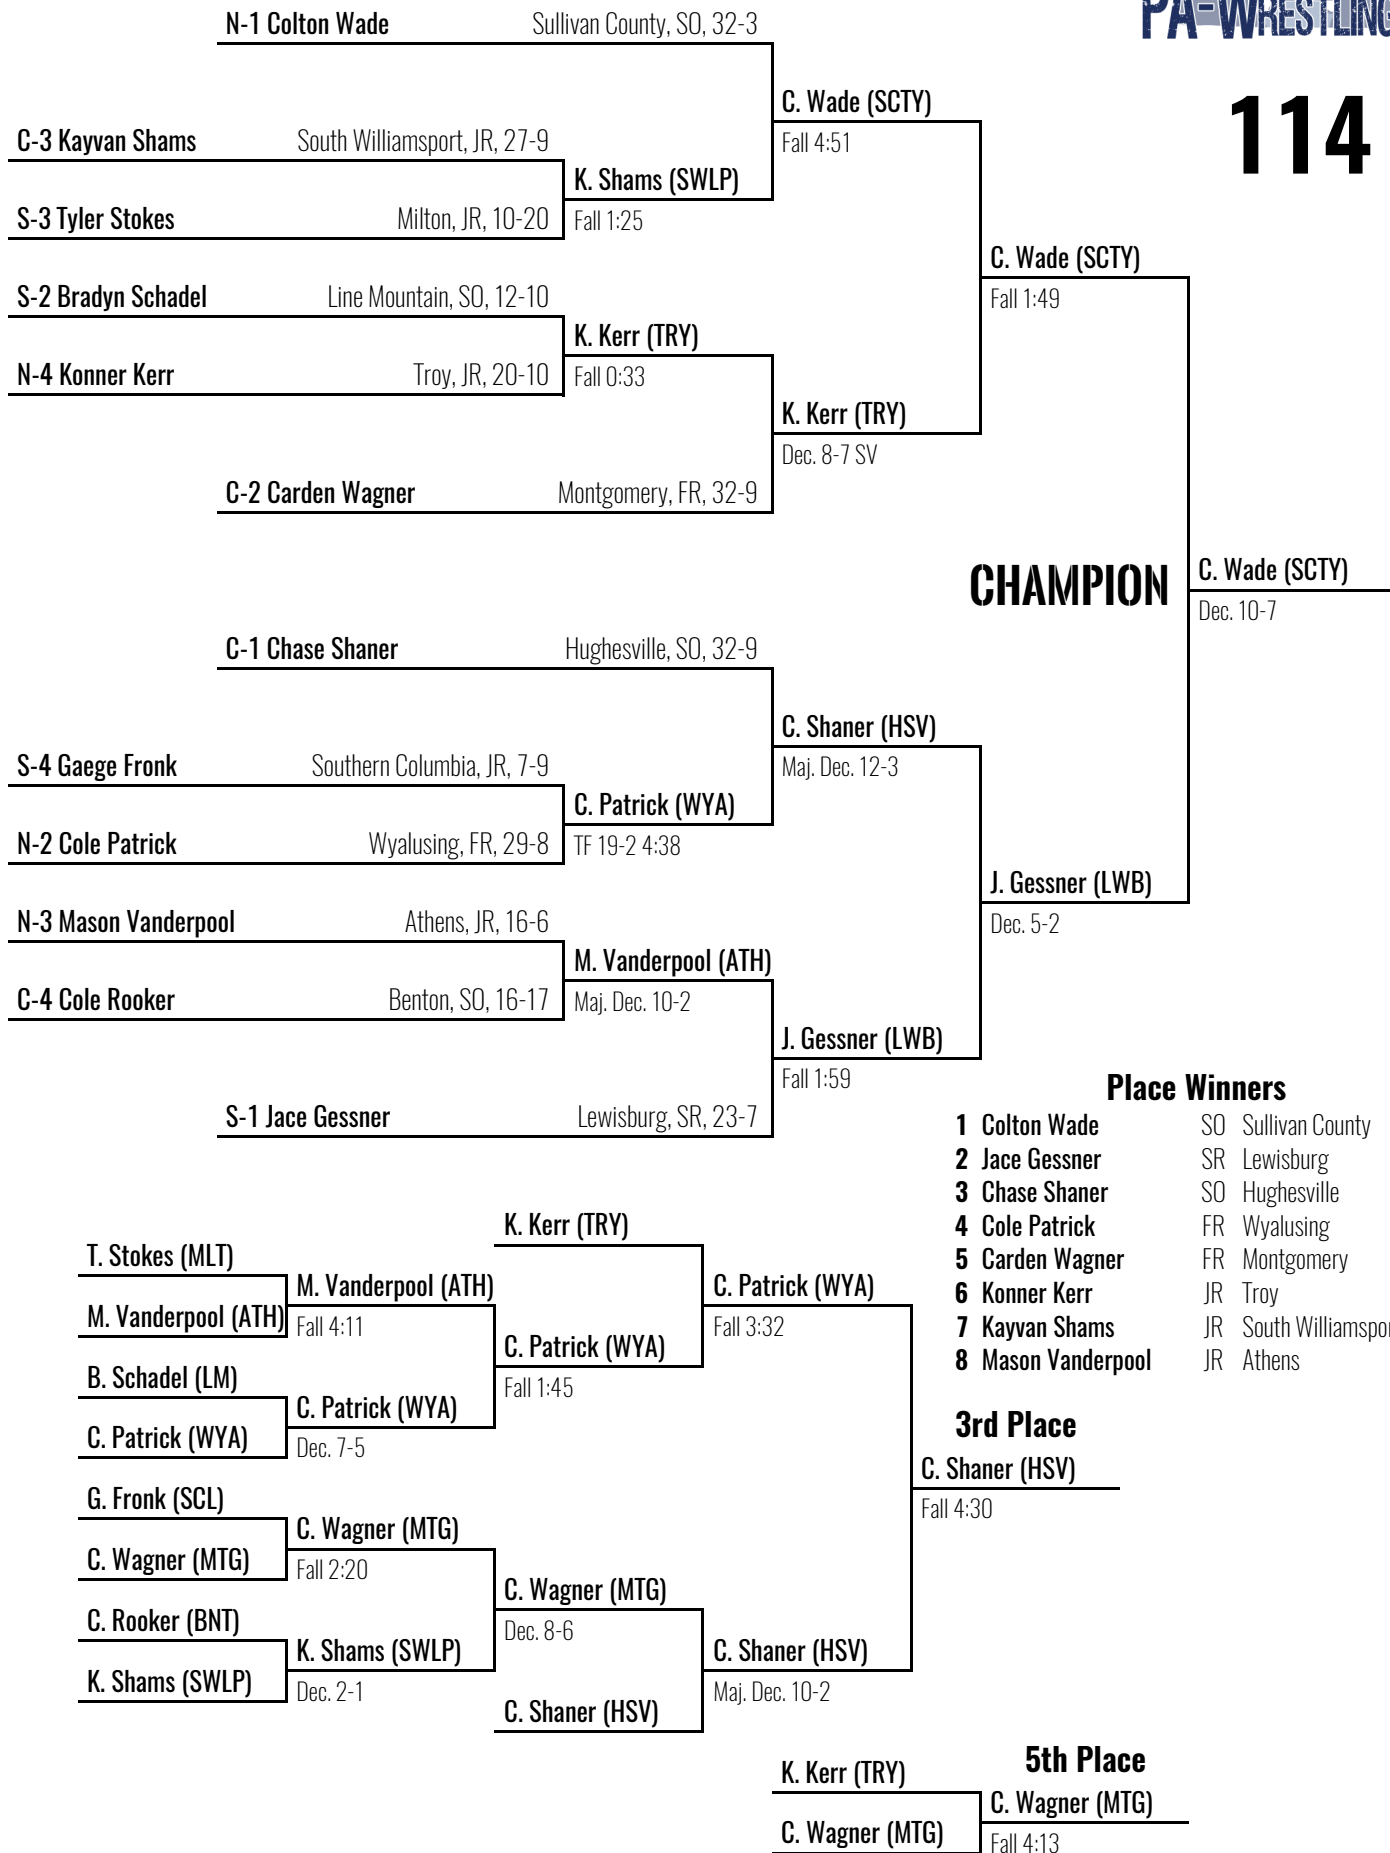 PA-WRESTLING
114
N-1 Colton Wade Sullivan County, SO, 32-3
C. Wade (SCTY)
Fall 4:51
C-3 Kayvan Shams South Williamsport, JR, 27-9
K. Shams (SWLP)
Fall 1:25
S-3 Tyler Stokes Milton, JR, 10-20
C. Wade (SCTY)
Fall 1:49
S-2 Bradyn Schadel Line Mountain, SO, 12-10
K. Kerr (TRY)
Fall 0:33
N-4 Konner Kerr Troy, JR, 20-10
K. Kerr (TRY)
Dec. 8-7 SV
C-2 Carden Wagner Montgomery, FR, 32-9
CHAMPION
C. Wade (SCTY)
Dec. 10-7
C-1 Chase Shaner Hughesville, SO, 32-9
C. Shaner (HSV)
Maj. Dec. 12-3
S-4 Gaege Fronk Southern Columbia, JR, 7-9
C. Patrick (WYA)
TF 19-2 4:38
N-2 Cole Patrick Wyalusing, FR, 29-8
J. Gessner (LWB)
Dec. 5-2
N-3 Mason Vanderpool Athens, JR, 16-6
M. Vanderpool (ATH)
Maj. Dec. 10-2
C-4 Cole Rooker Benton, SO, 16-17
J. Gessner (LWB)
Fall 1:59
S-1 Jace Gessner Lewisburg, SR, 23-7
Place Winners
1 Colton Wade SO Sullivan County
2 Jace Gessner SR Lewisburg
3 Chase Shaner SO Hughesville
4 Cole Patrick FR Wyalusing
5 Carden Wagner FR Montgomery
6 Konner Kerr JR Troy
7 Kayvan Shams JR South Williamspor
8 Mason Vanderpool JR Athens
K. Kerr (TRY)
T. Stokes (MLT)
M. Vanderpool (ATH)
Fall 4:11
M. Vanderpool (ATH)
C. Patrick (WYA)
Fall 3:32
C. Patrick (WYA)
Fall 1:45
B. Schadel (LM)
C. Patrick (WYA)
Dec. 7-5
C. Patrick (WYA)
3rd Place
C. Shaner (HSV)
Fall 4:30
G. Fronk (SCL)
C. Wagner (MTG)
Fall 2:20
C. Wagner (MTG)
C. Wagner (MTG)
Dec. 8-6
C. Rooker (BNT)
K. Shams (SWLP)
Dec. 2-1
K. Shams (SWLP)
C. Shaner (HSV)
Maj. Dec. 10-2
C. Shaner (HSV)
5th Place
K. Kerr (TRY)
C. Wagner (MTG)
Fall 4:13
C. Wagner (MTG)